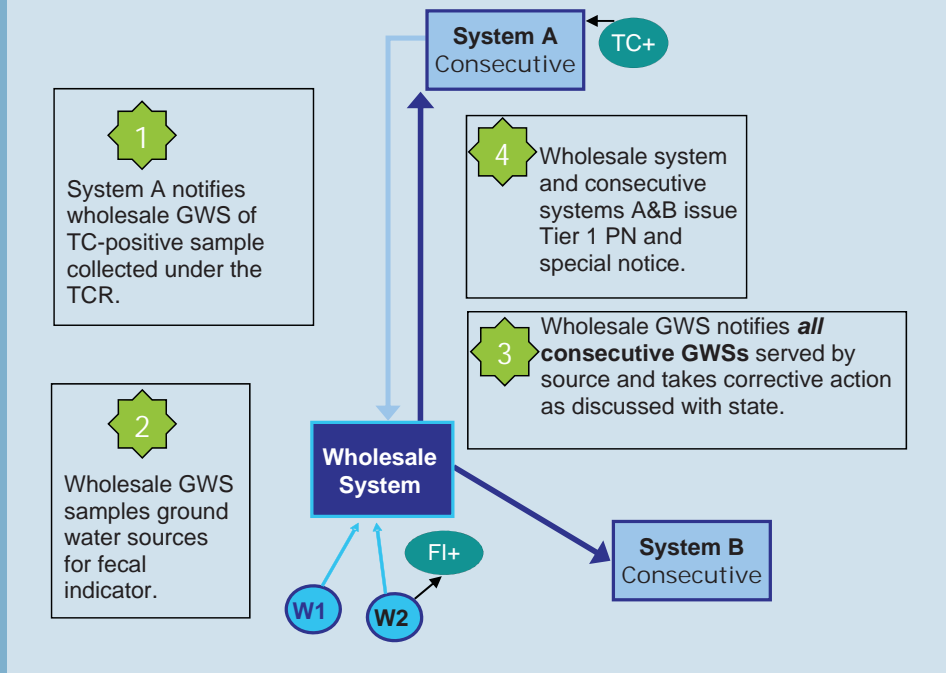 System A
Consecutive
TC+
1
System A notifies
wholesale GWS of
TC-positive sample
collected under the
TCR.
4
Wholesale system
and consecutive
systems A&B issue
Tier 1 PN and
special notice.
3
Wholesale GWS notifies all
consecutive GWSs served by
source and takes corrective action
as discussed with state.
2
Wholesale GWS
samples ground
water sources
for fecal
indicator.
Wholesale
System
FI+
W1
W2
System B
Consecutive